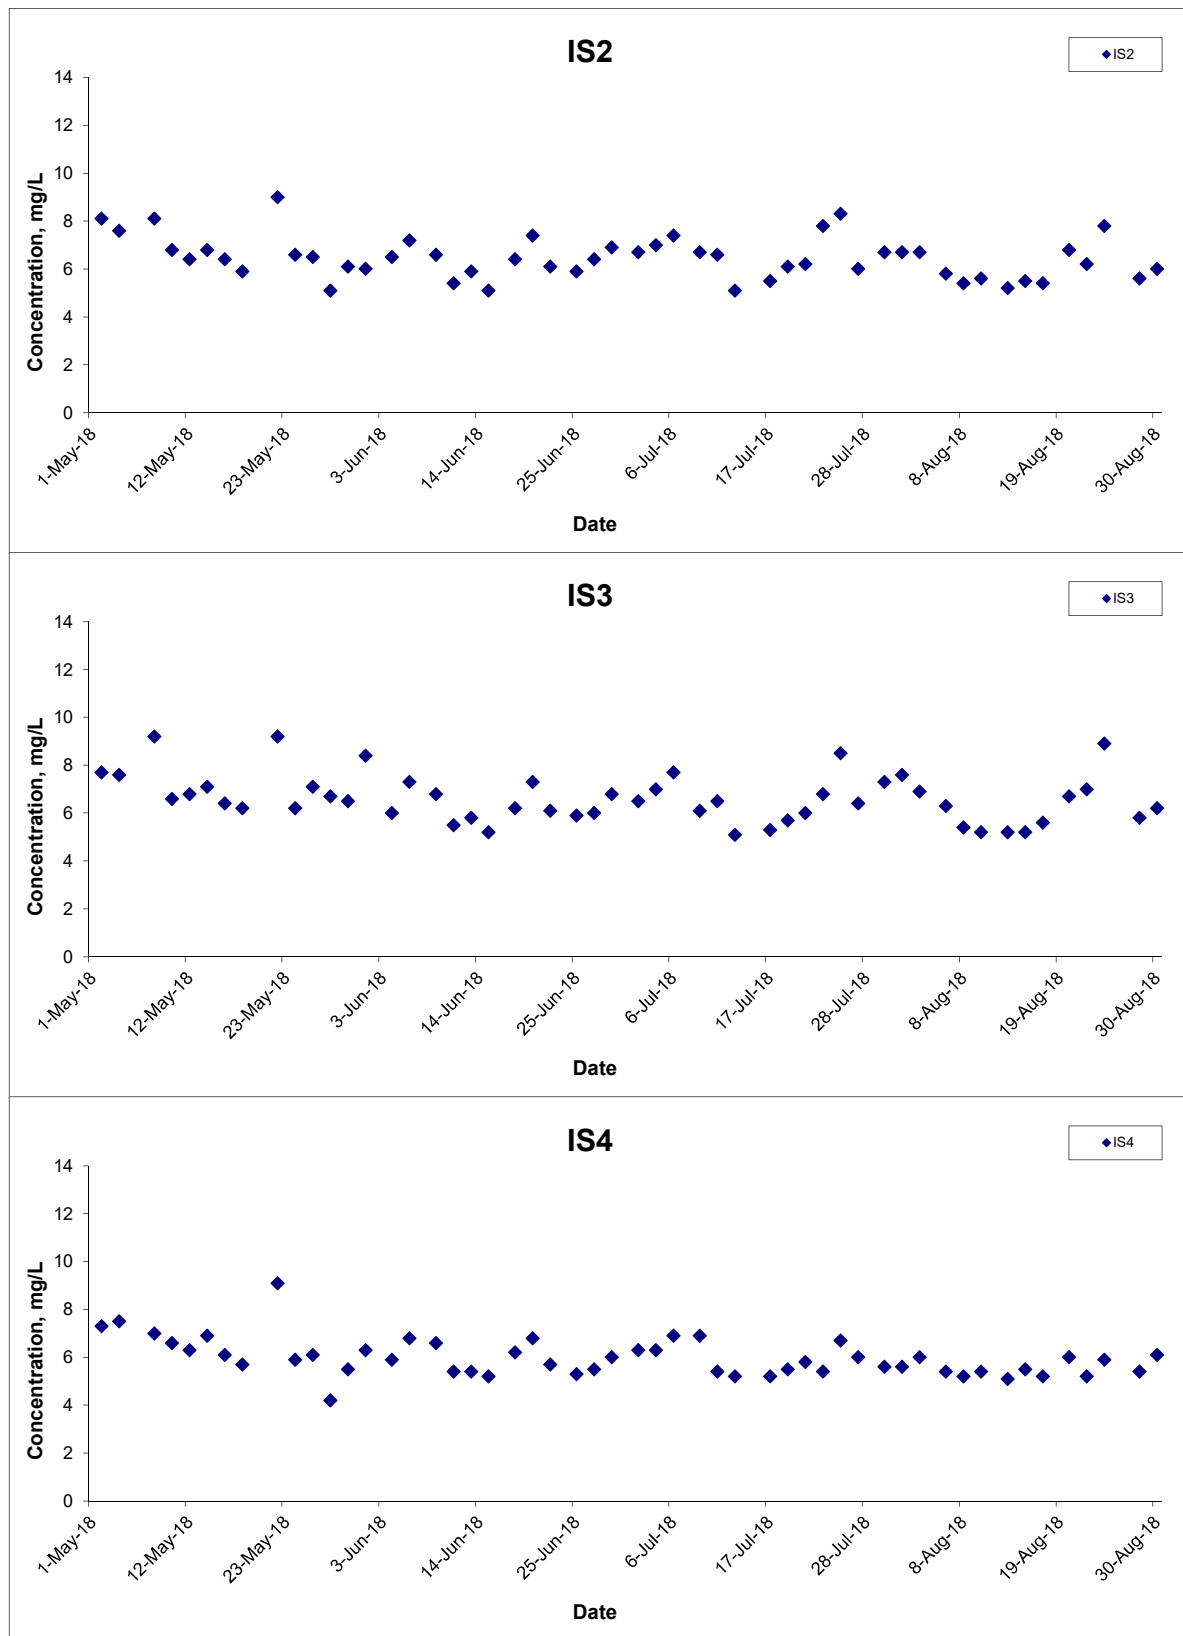 IS2
IS2
14
12
10
8
6
4
2
0
Concentration, mg/L
1-May-18
12-May-18
23-May-18
3-Jun-18
14-Jun-18
25-Jun-18
6-Jul-18
17-Jul-18
28-Jul-18
8-Aug-18
19-Aug-18
30-Aug-18
Date
IS3
IS3
14
12
10
8
6
4
2
0
Concentration, mg/L
1-May-18
12-May-18
23-May-18
3-Jun-18
14-Jun-18
25-Jun-18
6-Jul-18
17-Jul-18
28-Jul-18
8-Aug-18
19-Aug-18
30-Aug-18
Date
IS4
IS4
14
12
10
8
6
4
2
0
Concentration, mg/L
1-May-18
12-May-18
23-May-18
3-Jun-18
14-Jun-18
25-Jun-18
6-Jul-18
17-Jul-18
28-Jul-18
8-Aug-18
19-Aug-18
30-Aug-18
Date